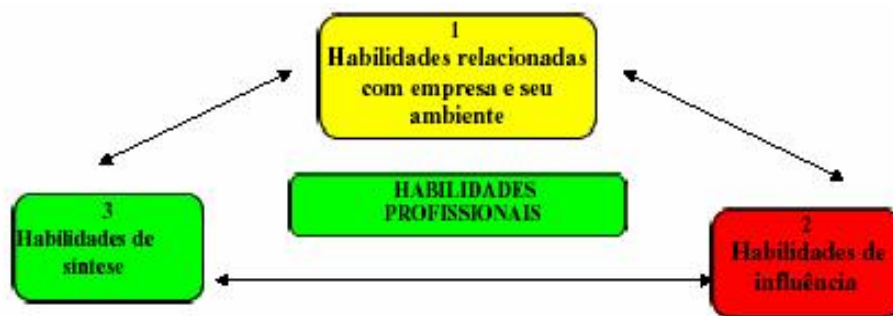 1
Habilidades relacionadas
com empresa e seu
ambiente
HABILIDADES
PROFISSIONAIS
3
Habilidades de
síntese
2
Habilidades de
influência